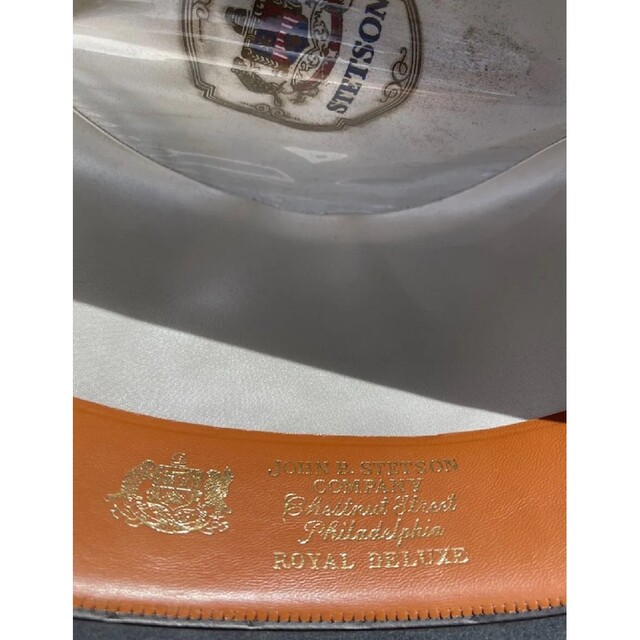 STETSON
JOHN B. STETSON
COMPANY
Chestnut Street
Philadelphia
ROYAL DELUXE